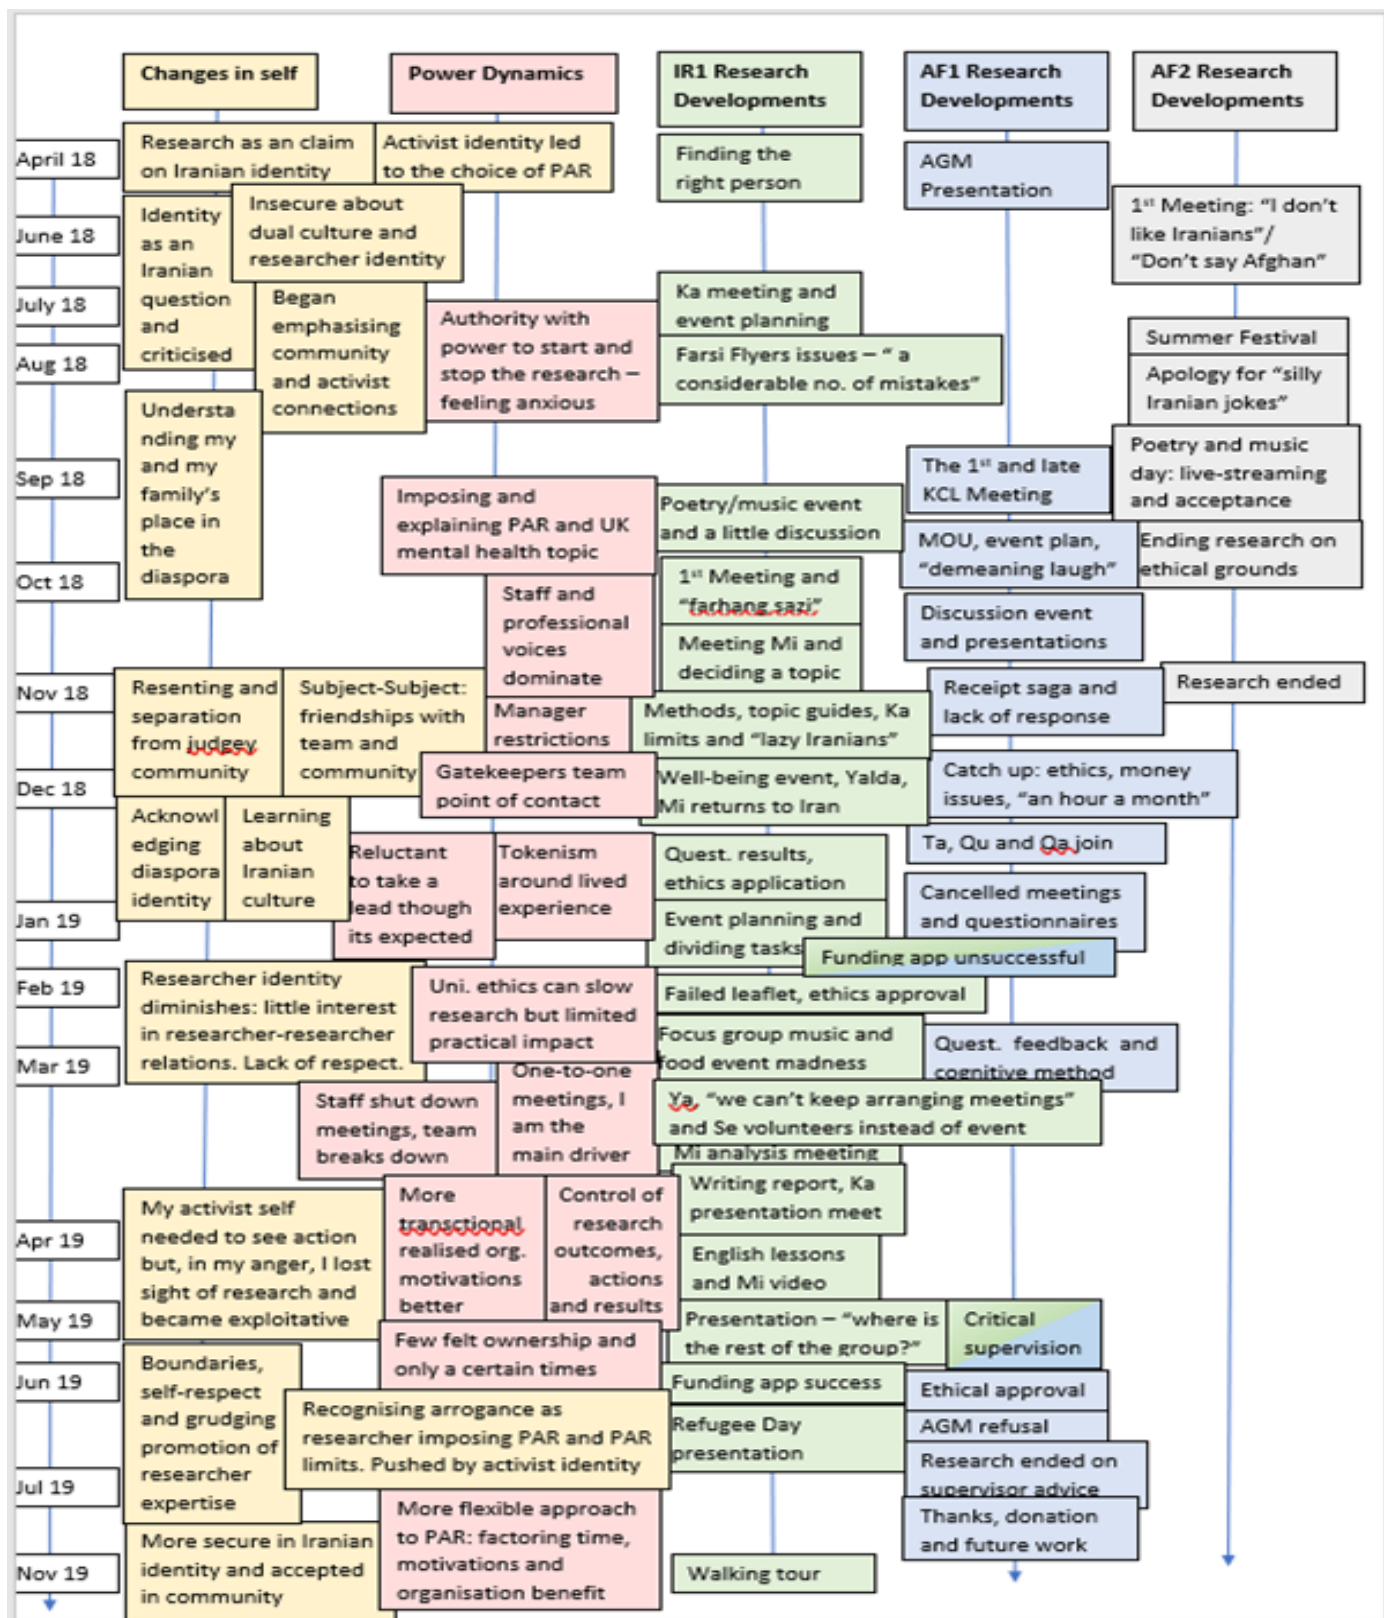 Changes in self
Power Dynamics
IR1 Research
Developments
AF1 Research
Developments
AF2 Research
Developments
April 18
June 18
July 18
Aug 18
Sep 18
Oct 18
Nov 18
Dec 18
Jan 19
Feb 19
Mar 19
Apr 19
May 19
Jun 19
Jul 19
Nov 19
Research as an claim
on Iranian identity
Activist identity led
to the choice of PAR
Identity
as an
Iranian
question
and
criticised
Insecure about
dual culture and
researcher identity
Began
emphasising
community
and activist
connections
Understa
nding my
and my
family's
place in
the
diaspora
Resenting and
separation
from judgey
community
Subject-Subject:
friendships with
team and
community
Acknowl
edging
diaspora
identity
Learning
about
Iranian
culture
Researcher identity
diminishes: little interest
in researcher-researcher
relations. Lack of respect.
My activist self
needed to see action
but, in my anger, I lost
sight of research and
became exploitative
Boundaries,
self-respect
and grudging
promotion of
researcher
expertise
Recognising arrogance as
researcher imposing PAR and PAR
limits. Pushed by activist identity
More secure in Iranian
identity and accepted
in community
Authority with
power to start and
stop the research –
feeling anxious
Imposing and
explaining PAR and UK
mental health topic
Staff and
professional
voices
dominate
Manager
restrictions
Gatekeepers team
point of contact
Reluctant
to take a
lead though
its expected
Tokenism
around lived
experience
Uni. ethics can slow
research but limited
practical impact
One-to-one
meetings, I
am the
main driver
Staff shut down
meetings, team
breaks down
More
transctional
realised org.
motivations
better
Control of
research
outcomes,
actions
and results
Few felt ownership and
only a certain times
More flexible approach
to PAR: factoring time,
motivations and
organisation benefit
Finding the
right person
Ka meeting and
event planning
Farsi Flyers issues – “ a
considerable no. of mistakes”
Poetry/music event
and a little discussion
1st Meeting and
“farhang sazi”
Meeting Mi and
deciding a topic
Methods, topic guides, Ka
limits and “lazy Iranians”
Well-being event, Yalda,
Mi returns to Iran
Quest. results,
ethics application
Event planning and
dividing tasks
Funding app unsuccessful
Failed leaflet, ethics approval
Focus group music and
food event madness
Ya, “we can't keep arranging meetings”
and Se volunteers instead of event
Mi analysis meeting
Writing report, Ka
presentation meet
English lessons
and Mi video
Presentation – “where is
the rest of the group?”
Critical
supervision
Funding app success
Refugee Day
presentation
Walking tour
AGM
Presentation
The 1st and late
KCL Meeting
MOU, event plan,
“demeaning laugh”
Discussion event
and presentations
Receipt saga and
lack of response
Catch up: ethics, money
issues, “an hour a month”
Ta, Qu and Qa join
Cancelled meetings
and questionnaires
Quest. feedback and
cognitive method
Ethical approval
AGM refusal
Research ended on
supervisor advice
Thanks, donation
and future work
1st Meeting: “I don't
like Iranians”/
“Don't say Afghan”
Summer Festival
Apology for “silly
Iranian jokes”
Poetry and music
day: live-streaming
and acceptance
Ending research on
ethical grounds
Research ended